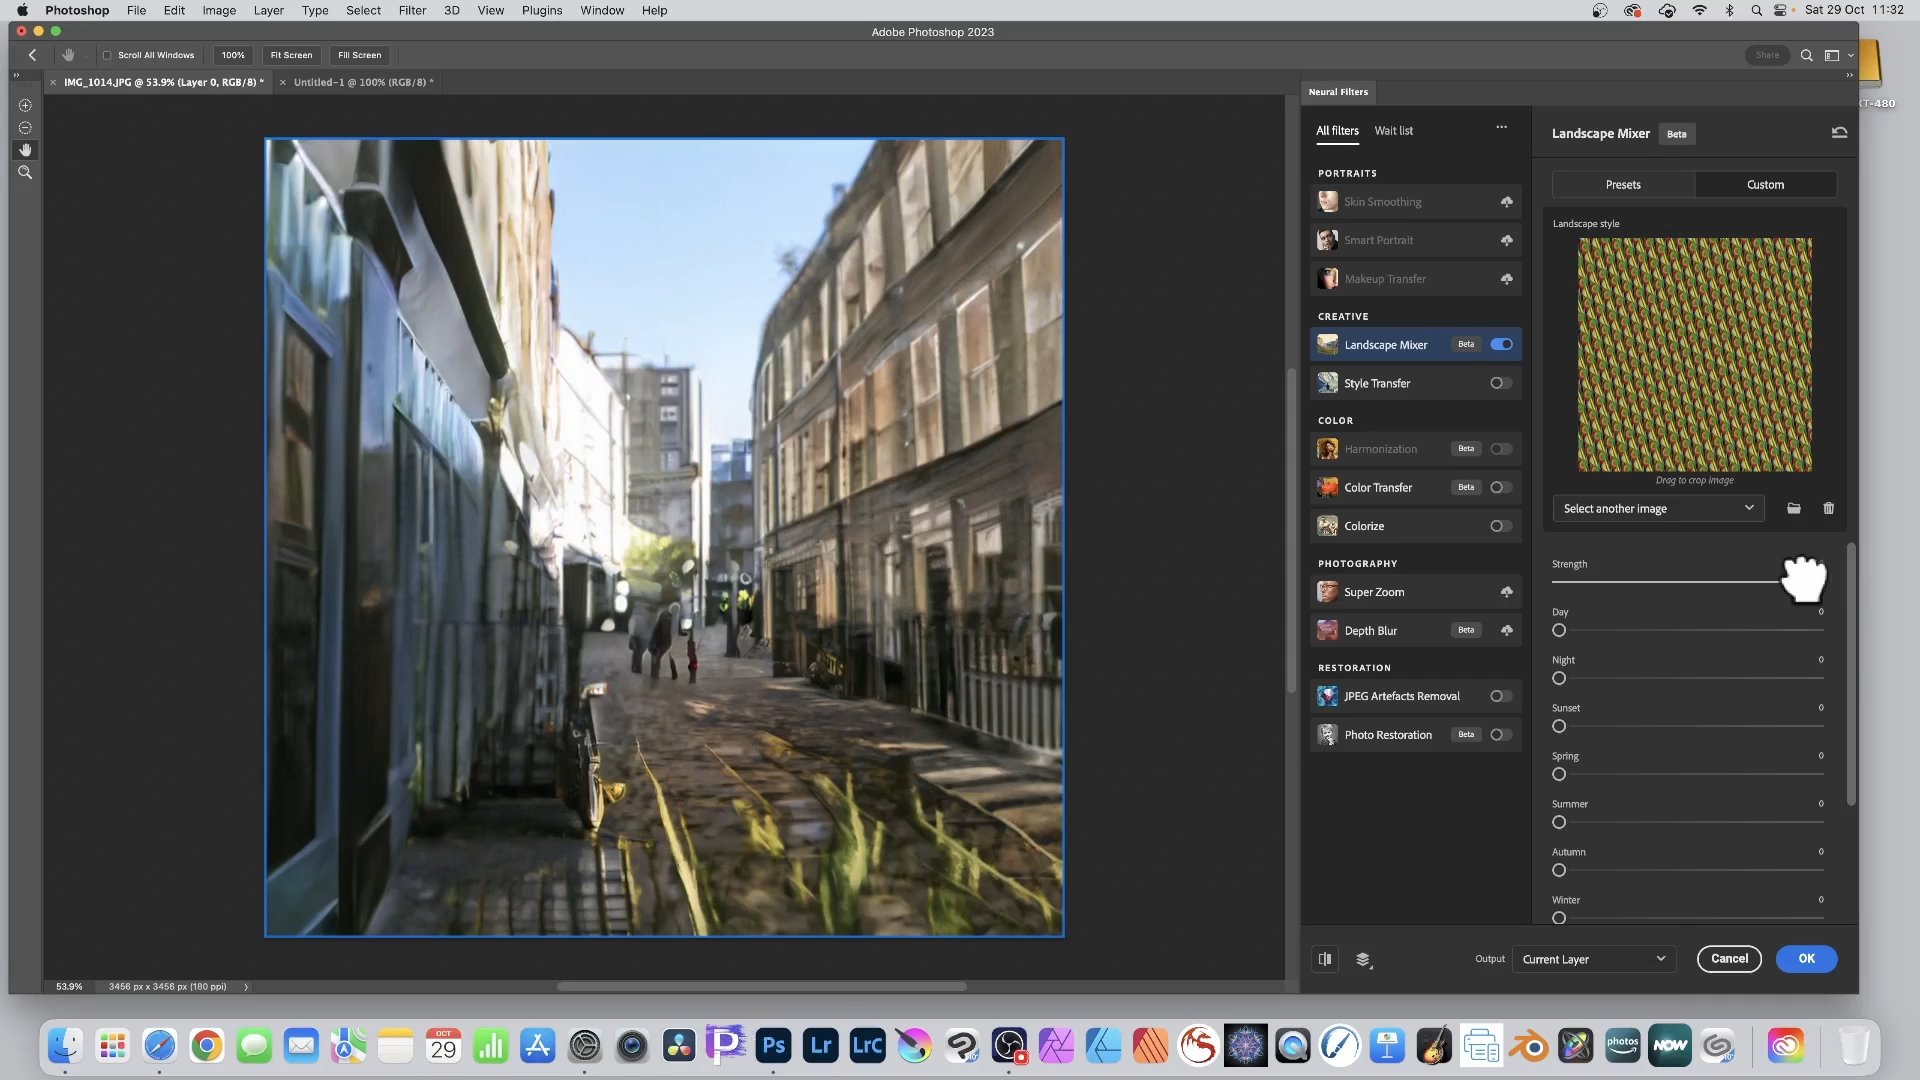 Photoshop File Edit Image Layer Type Select Filter 3D View Plugins Window Help Sat 29 Oct 11:32
Adobe Photoshop 2023
Scroll All Windows 100% Fit Screen Fill Screen Share
IMG_1014.JPG @ 53.9% (Layer 0, RGB/8) * Untitled-1 @ 100% (RGB/8) *
Neural Filters
All filters Wait list
PORTRAITS
Skin Smoothing
Smart Portrait
Makeup Transfer
CREATIVE
Landscape Mixer Beta
Style Transfer
COLOR
Harmonization Beta
Color Transfer Beta
Colorize
PHOTOGRAPHY
Super Zoom
Depth Blur Beta
RESTORATION
JPEG Artefacts Removal
Photo Restoration Beta
Landscape Mixer Beta
Presets Custom
Landscape style
Drag to crop image
Select another image
Strength
Day 0
Night 0
Sunset 0
Spring 0
Summer 0
Autumn 0
Winter 0
Output Current Layer Cancel OK
53.9% 3456 px x 3456 px (180 ppi)
OCT
29
Ps Lr LrC
photos
NOW